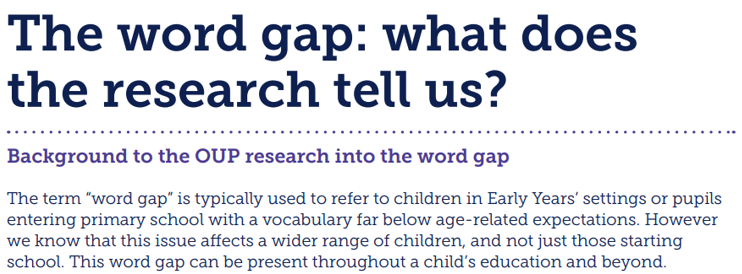 The word gap: what does
the research tell us?
Background to the OUP research into the word gap
The term “word gap” is typically used to refer to children in Early Years’ settings or pupils
entering primary school with a vocabulary far below age-related expectations. However
we know that this issue affects a wider range of children, and not just those starting
school. This word gap can be present throughout a child’s education and beyond.